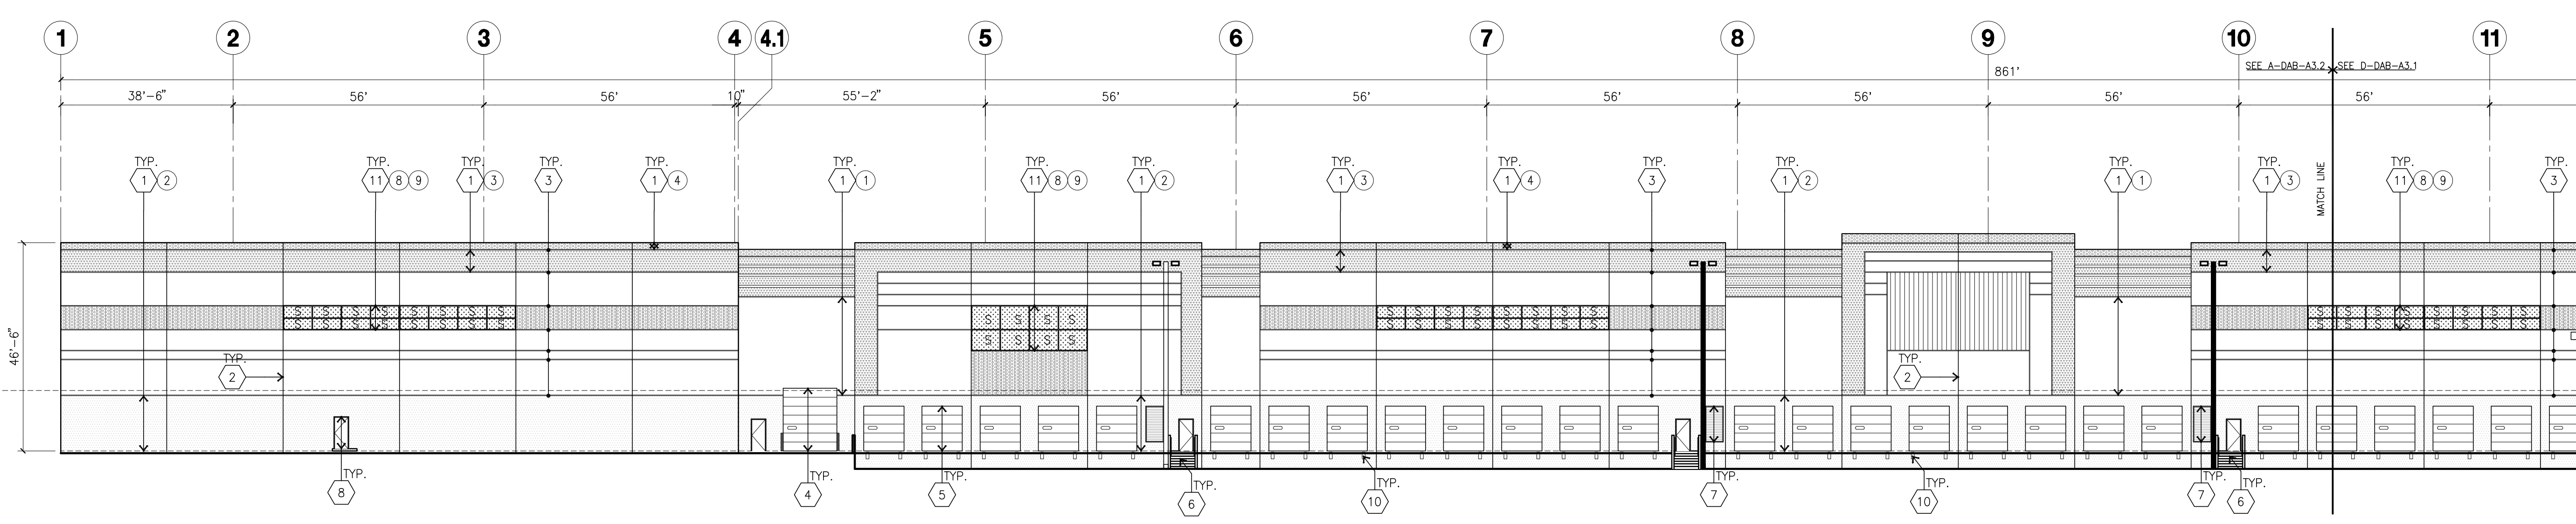 1 2 3 4 4.1 5 6 7 8 9 10 11
SEE A-DAB-A3.2 SEE D-DAB-A3.1
861'
38'-6" 56' 56' 10" 55'-2" 56' 56' 56' 56' 56' 56'
TYP. TYP. TYP. TYP. TYP. TYP. TYP. TYP. TYP. TYP. TYP. TYP. TYP. TYP. TYP. TYP. TYP.
1 2 11 8 9 1 3 3 1 4 1 1 11 8 9 1 2 1 3 1 4 3 1 2 1 1 1 3 11 8 9 3
MATCH LINE
S S S S S S S S
S S S S S S S S
S S S S
S S S S
S S S S S S S S
S S S S S S S S
S S S S S S S S
S S S S S S S S
46'-6"
TYP. TYP.
2 2
TYP. TYP. TYP. TYP. TYP. TYP. TYP. TYP. TYP.
8 4 5 6 10 7 10 7 6